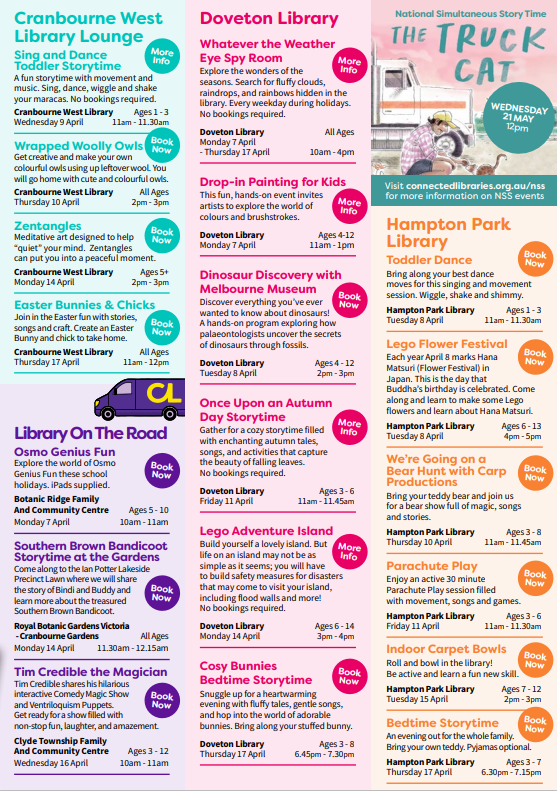 Cranbourne West
Library Lounge
Sing and Dance
Toddler Storytime
More
Info
A fun storytime with movement and
music. Sing, dance, wiggle and shake
your maracas. No bookings required.
Cranbourne West Library Ages 1 - 3
Wednesday 9 April 11am - 11.30am
Wrapped Woolly Owls
Book
Now
Get creative and make your own
colourful owls using up leftover wool. You
will go home with cute and colourful owls.
Cranbourne West Library All Ages
Thursday 10 April 2pm - 3pm
Zentangles
Book
Now
Meditative art designed to help
"quiet" your mind. Zentangles
can put you into a peaceful moment.
Cranbourne West Library Ages 5+
Monday 14 April 2pm - 3pm
Easter Bunnies & Chicks
Book
Now
Join in the Easter fun with stories,
songs and craft. Create an Easter
Bunny and chick to take home.
Cranbourne West Library All Ages
Thursday 17 April 11am - 12pm
CL
Library On The Road
Osmo Genius Fun
Book
Now
Explore the world of Osmo
Genius Fun these school
holidays. iPads supplied.
Botanic Ridge Family
And Community Centre Ages 5 - 10
Monday 7 April 10am - 11am
Southern Brown Bandicoot
Storytime at the Gardens
Book
Now
Come along to the Ian Potter Lakeside
Precinct Lawn where we will share
the story of Bindi and Buddy and
learn more about the treasured
Southern Brown Bandicoot.
Royal Botanic Gardens Victoria
- Cranbourne Gardens All Ages
Monday 14 April 11.30am - 12.15am
Tim Credible the Magician
Book
Now
Tim Credible shares his hilarious
interactive Comedy Magic Show
and Ventriloquism Puppets.
Get ready for a show filled with
non-stop fun, laughter, and amazement.
Clyde Township Family
And Community Centre Ages 3 - 12
Wednesday 16 April 10am - 11am
Doveton Library
Whatever the Weather
Eye Spy Room
More
Info
Explore the wonders of the
seasons. Search for fluffy clouds,
raindrops, and rainbows hidden in the
library. Every weekday during holidays.
No bookings required.
Doveton Library All Ages
Monday 7 April
- Thursday 17 April 10am - 4pm
Drop-in Painting for Kids
More
Info
This fun, hands-on event invites
artists to explore the world of
colours and brushstrokes.
Doveton Library Ages 4-12
Monday 7 April 11am - 1pm
Dinosaur Discovery with
Melbourne Museum
Book
Now
Discover everything you've ever
wanted to know about dinosaurs!
A hands-on program exploring how
palaeontologists uncover the secrets
of dinosaurs through fossils.
Doveton Library Ages 4 - 12
Tuesday 8 April 2pm - 3pm
Once Upon an Autumn
Day Storytime
More
Info
Gather for a cozy storytime filled
with enchanting autumn tales,
songs, and activities that capture
the beauty of falling leaves.
No bookings required.
Doveton Library Ages 3 - 6
Friday 11 April 11am - 11.45am
Lego Adventure Island
More
Info
Build yourself a lovely island. But
life on an island may not be as
simple as it seems; you will have
to build safety measures for disasters
that may come to visit your island,
including flood walls and more!
No bookings required.
Doveton Library Ages 6 - 14
Monday 14 April 3pm - 4pm
Cosy Bunnies
Bedtime Storytime
Book
Now
Snuggle up for a heartwarming
evening with fluffy tales, gentle songs,
and hop into the world of adorable
bunnies. Bring along your stuffed bunny.
Doveton Library Ages 3 - 8
Thursday 17 April 6.45pm - 7.30pm
National Simultaneous Story Time
THE TRUCK
CAT
WEDNESDAY
21 MAY
12pm
Visit connectedlibraries.org.au/nss
for more information on NSS events
Hampton Park
Library
Toddler Dance
Book
Now
Bring along your best dance
moves for this singing and movement
session. Wiggle, shake and shimmy.
Hampton Park Library Ages 1 - 3
Tuesday 8 April 11am - 11.30am
Lego Flower Festival
Book
Now
Each year April 8 marks Hana
Matsuri (Flower Festival) in
Japan. This is the day that
Buddha's birthday is celebrated. Come
along and learn to make some Lego
flowers and learn about Hana Matsuri.
Hampton Park Library Ages 6 - 13
Tuesday 8 April 4pm - 5pm
We're Going on a
Bear Hunt with Carp
Productions
Book
Now
Bring your teddy bear and join us
for a bear show full of magic, songs
and stories.
Hampton Park Library Ages 3 - 8
Thursday 10 April 11am - 11.45am
Parachute Play
Book
Now
Enjoy an active 30 minute
Parachute Play session filled
with movement, songs and games.
Hampton Park Library Ages 3 - 6
Friday 11 April 11am - 11.30am
Indoor Carpet Bowls
Book
Now
Roll and bowl in the library!
Be active and learn a fun new skill.
Hampton Park Library Ages 7 - 12
Tuesday 15 April 2pm - 3pm
Bedtime Storytime
Book
Now
An evening out for the whole family.
Bring your own teddy. Pyjamas optional.
Hampton Park Library Ages 3 - 7
Thursday 17 April 6.30pm - 7.15pm